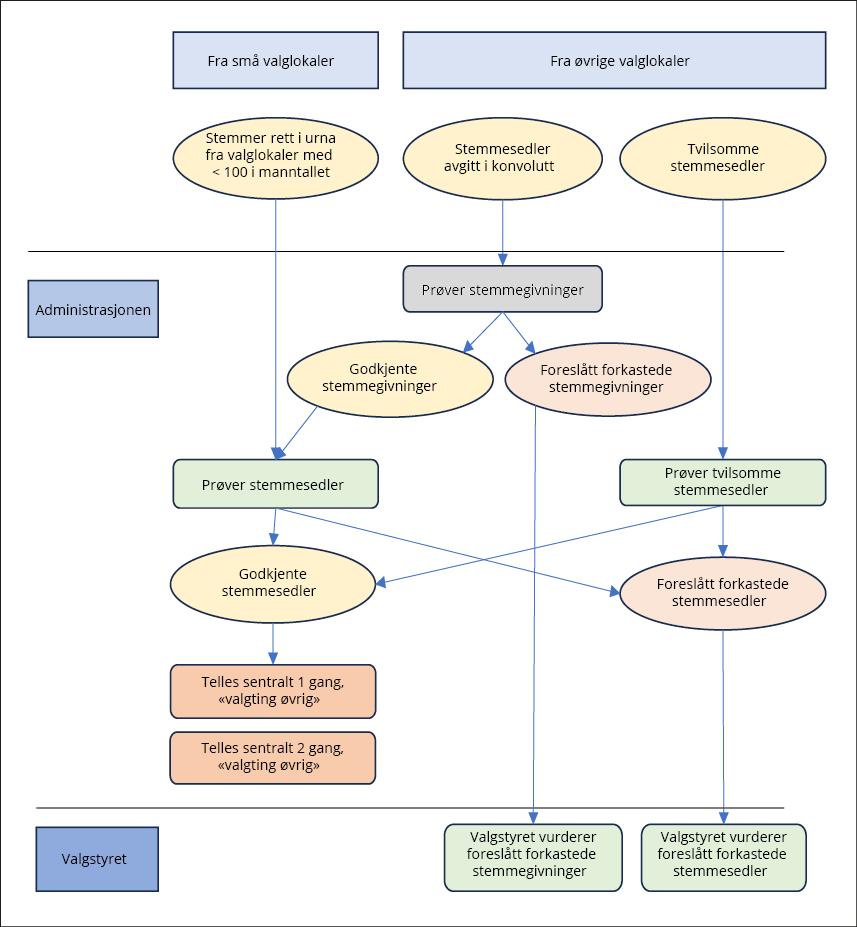 Fra små valglokaler
Fra øvrige valglokaler
Stemmer rett i urna
fra valglokaler med
< 100 i manntallet
Stemmesedler
avgitt i konvolutt
Tvilsomme
stemmesedler
Administrasjonen
Prøver stemmegivninger
Godkjente
stemmegivninger
Foreslått forkastede
stemmegivninger
Prøver stemmesedler
Prøver tvilsomme
stemmesedler
Godkjente
stemmesedler
Foreslått forkastede
stemmesedler
Telles sentralt 1 gang,
«valgting øvrig»
Telles sentralt 2 gang,
«valgting øvrig»
Valgstyret
Valgstyret vurderer
foreslått forkastede
stemmegivninger
Valgstyret vurderer
foreslått forkastede
stemmesedler